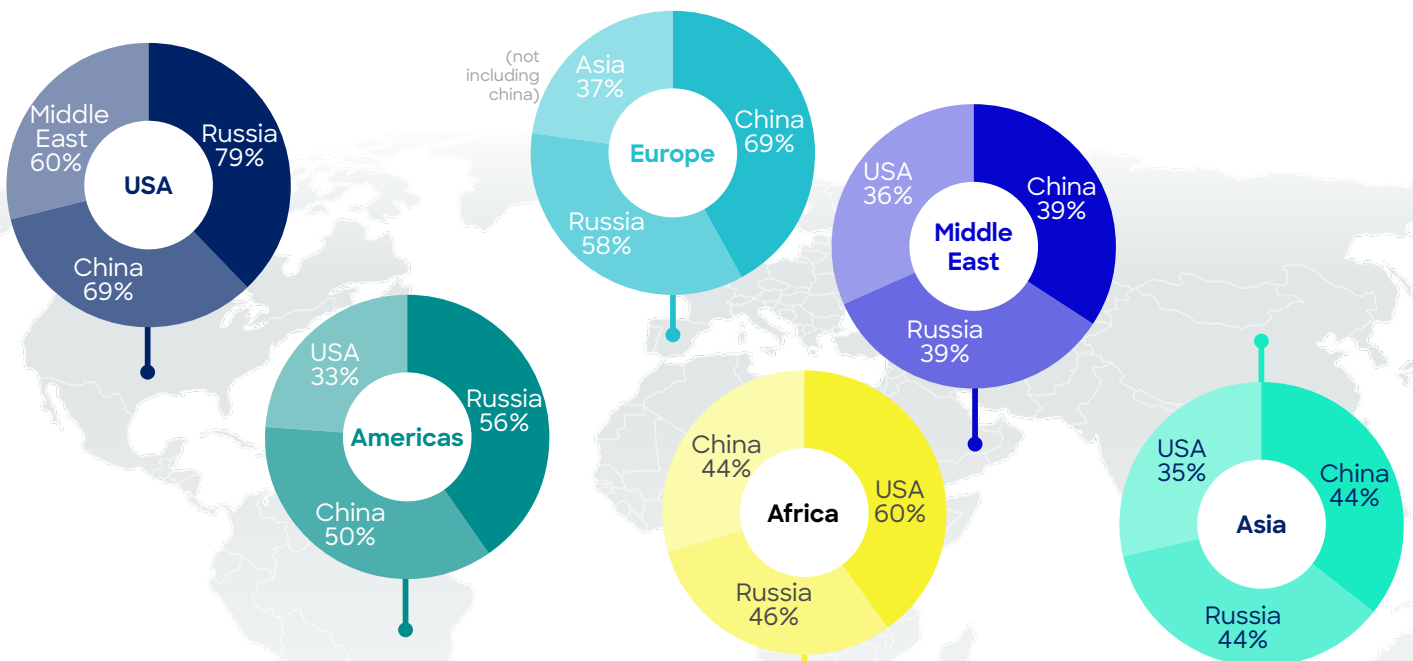 Middle
East
60%
Russia
79%
USA
China
69%
(not
including
china)
Asia
37%
China
69%
Europe
Russia
58%
USA
36%
China
39%
Middle
East
Russia
39%
USA
33%
Russia
56%
Americas
China
50%
China
44%
USA
60%
Africa
Russia
46%
USA
35%
China
44%
Asia
Russia
44%